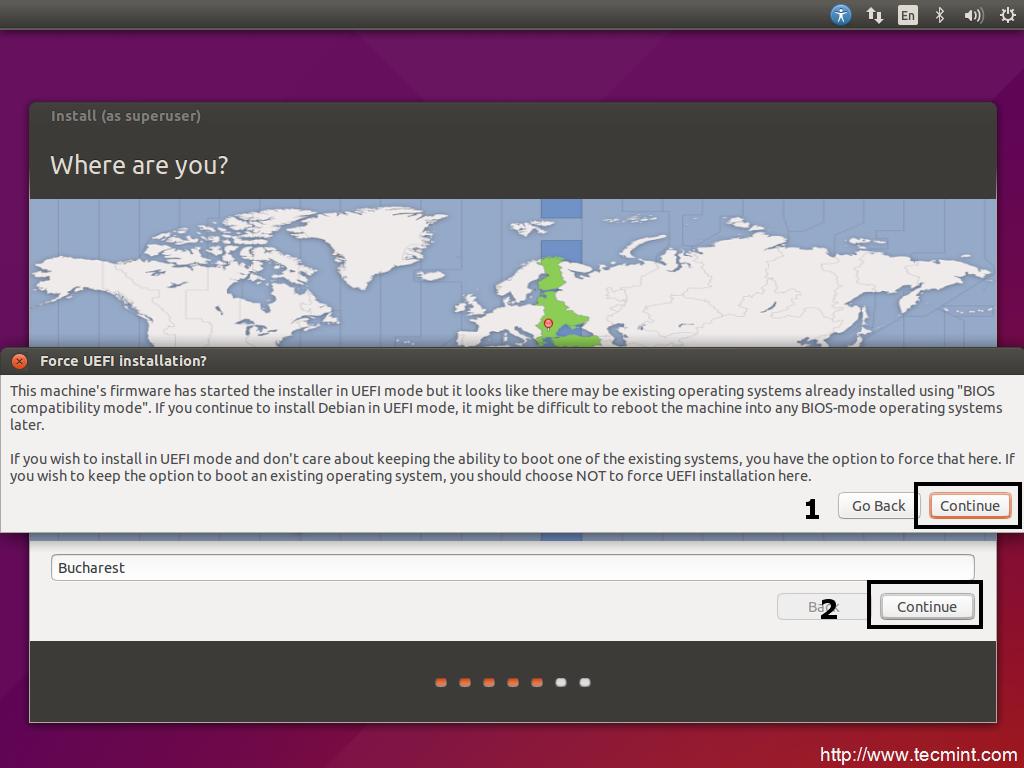 En
Install (as superuser)
Where are you?
Force UEFI installation?
This machine's firmware has started the installer in UEFI mode but it looks like there may be existing operating systems already installed using "BIOS
compatibility mode". If you continue to install Debian in UEFI mode, it might be difficult to reboot the machine into any BIOS-mode operating systems
later.
If you wish to install in UEFI mode and don't care about keeping the ability to boot one of the existing systems, you have the option to force that here. If
you wish to keep the option to boot an existing operating system, you should choose NOT to force UEFI installation here.
1 Go Back Continue
Bucharest
Back 2 Continue
http://www.tecmint.com